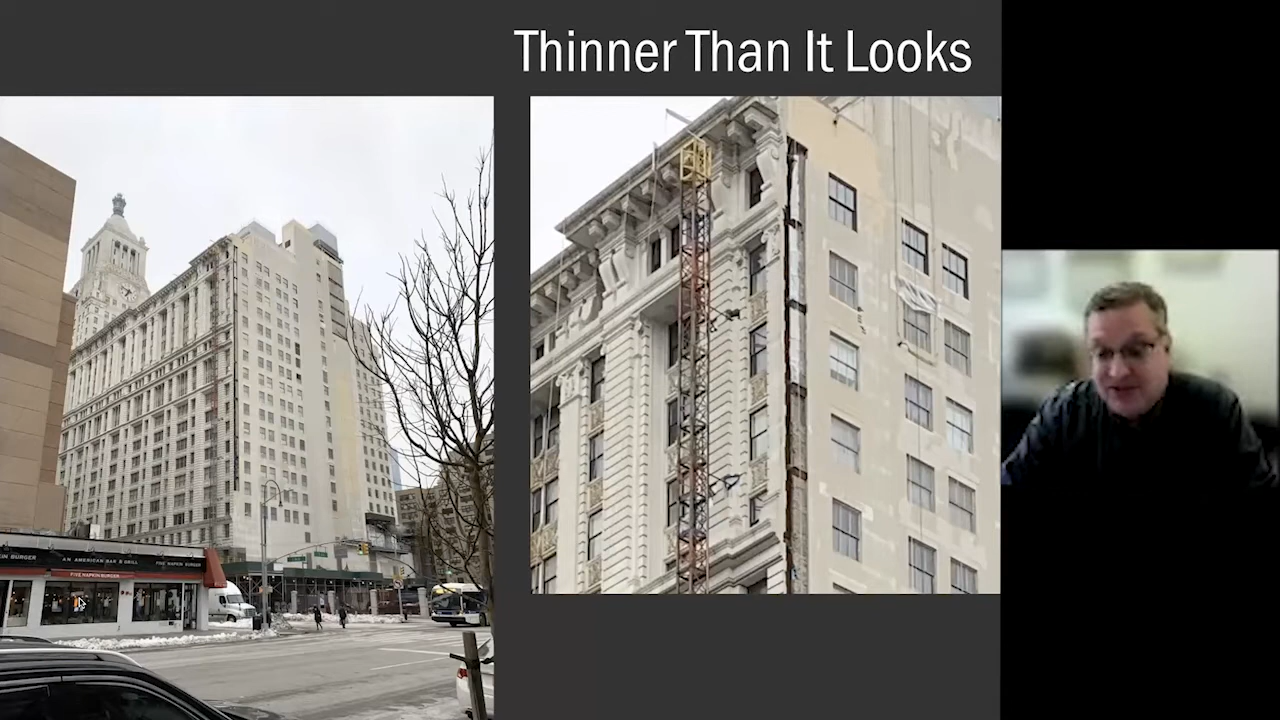 Thinner Than It Looks
AN AMERICAN BAR & GRILL
FIVE NAPKIN BURGER
FIVE NAPKIN BURGER